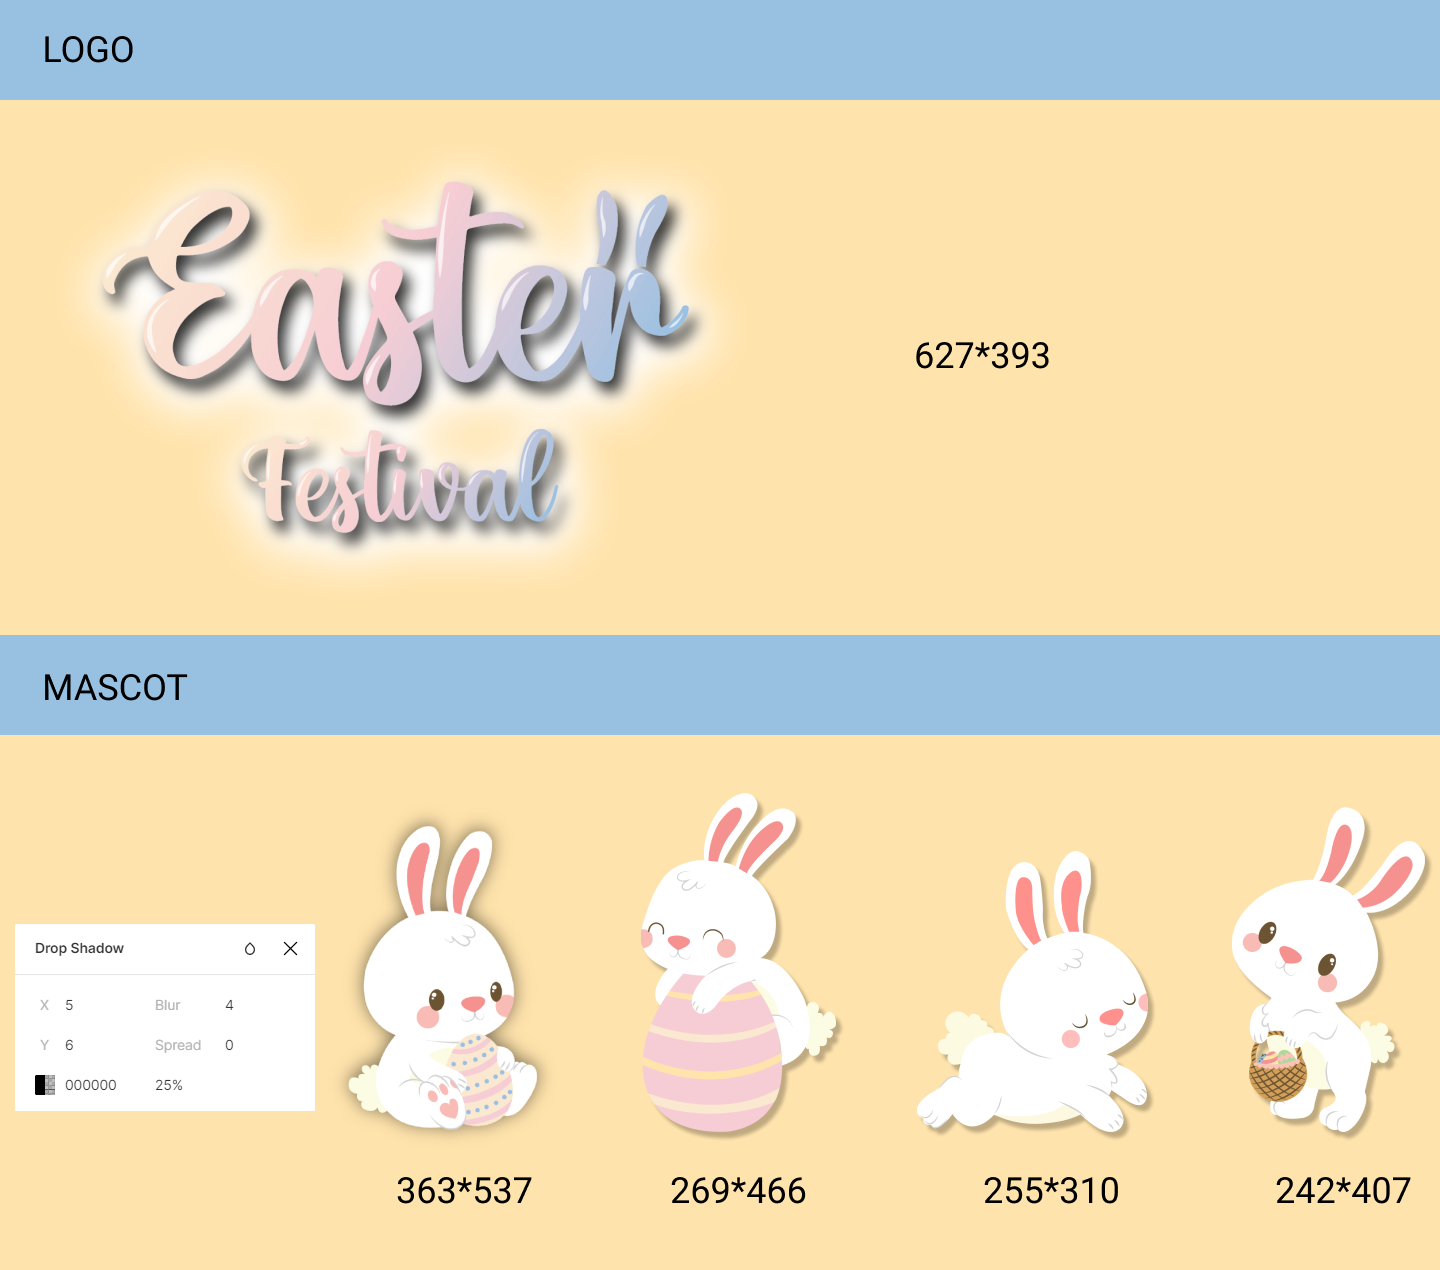 LOGO
Easter
Festival
627*393
MASCOT
Drop Shadow
X 5 Blur 4
Y 6 Spread 0
000000 25%
363*537
269*466
255*310
242*407